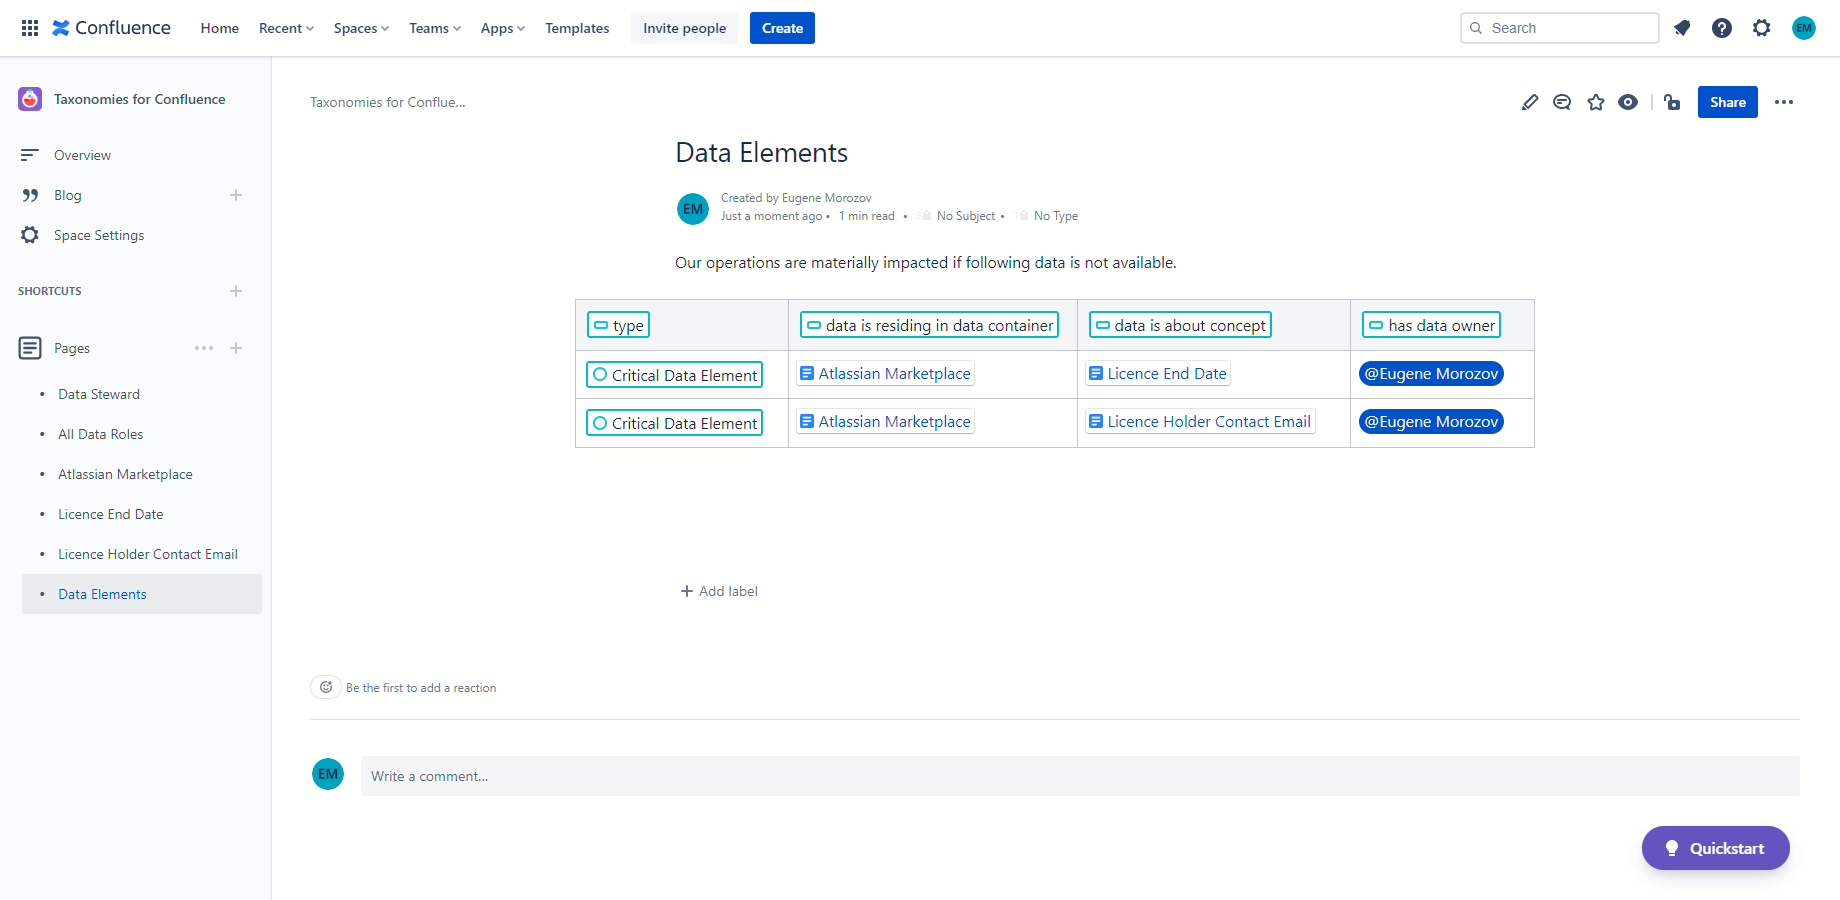 Confluence Home Recent Spaces Teams Apps Templates Invite people Create Search EM
Taxonomies for Confluence
Overview
Blog
Space Settings
SHORTCUTS
Pages
Data Steward
All Data Roles
Atlassian Marketplace
Licence End Date
Licence Holder Contact Email
Data Elements
Taxonomies for Conflue...
Share
Data Elements
EM
Created by Eugene Morozov
Just a moment ago • 1 min read • No Subject • No Type
Our operations are materially impacted if following data is not available.
type data is residing in data container data is about concept has data owner
Critical Data Element Atlassian Marketplace Licence End Date @Eugene Morozov
Critical Data Element Atlassian Marketplace Licence Holder Contact Email @Eugene Morozov
Add label
Be the first to add a reaction
EM Write a comment...
Quickstart